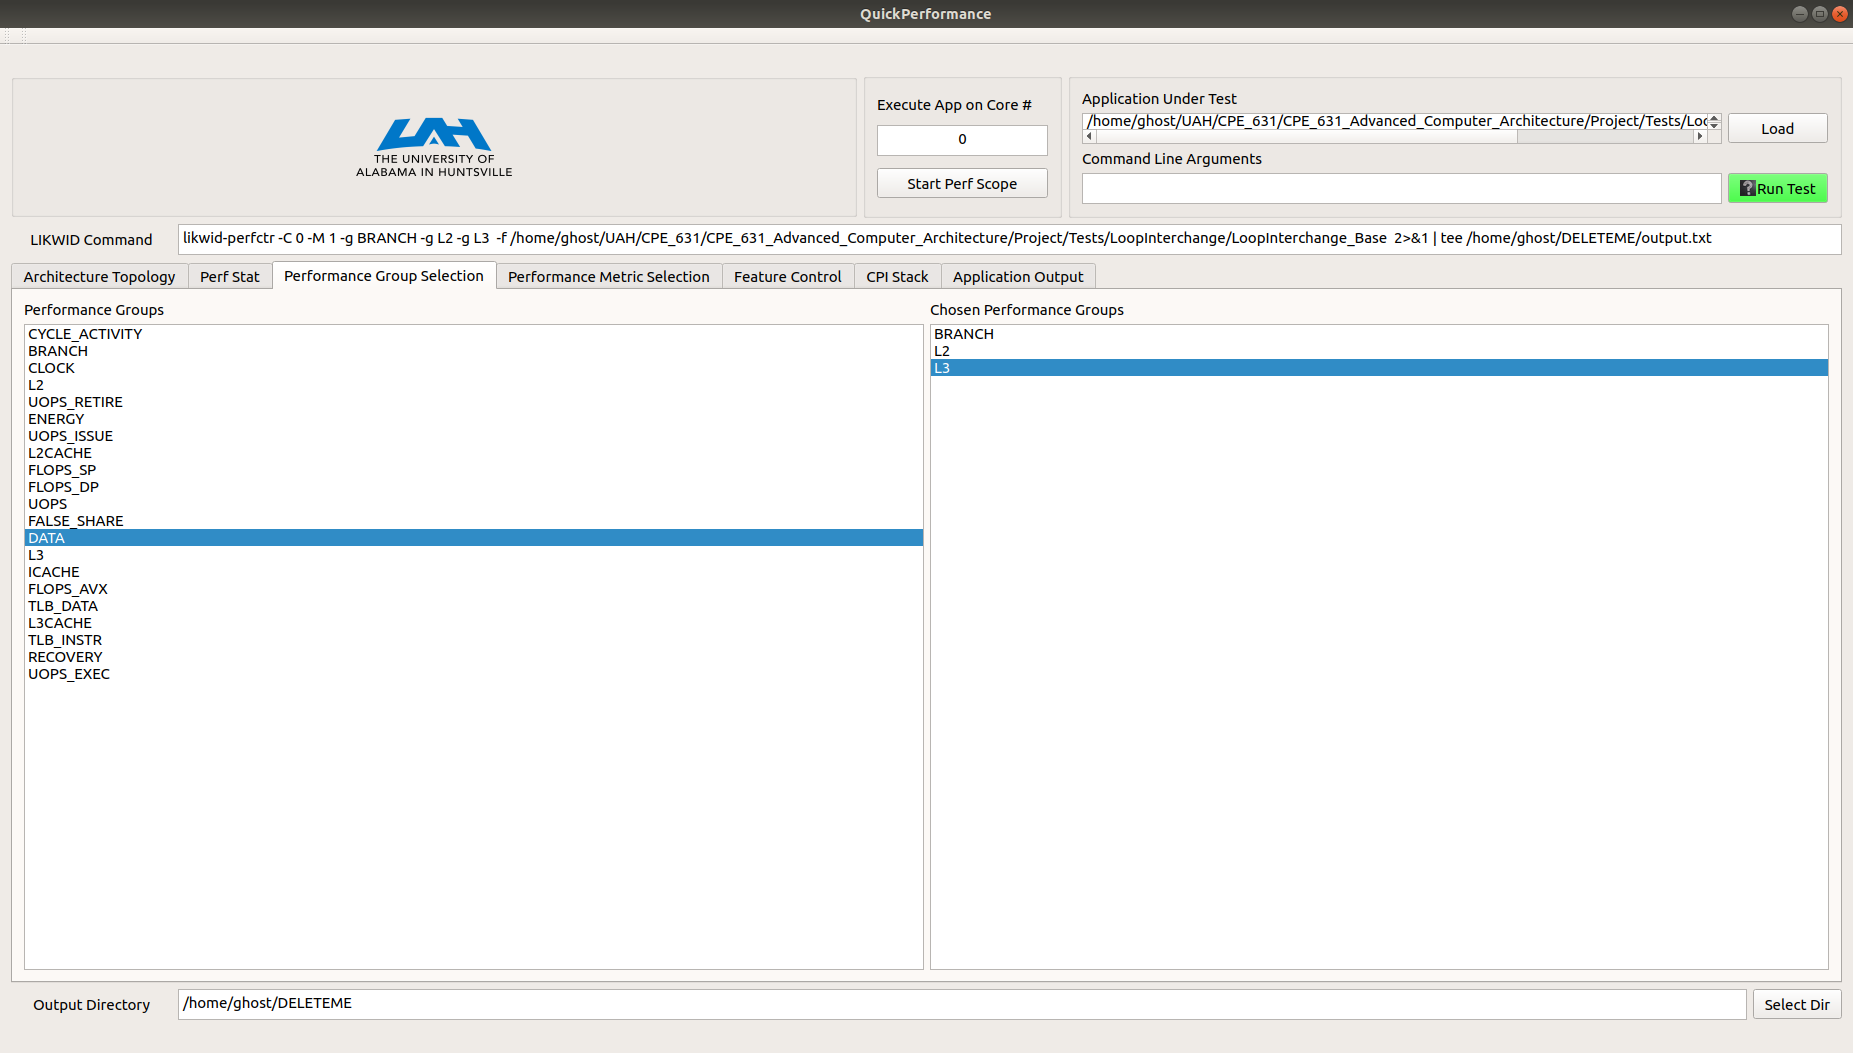 QuickPerformance
THE UNIVERSITY OF
ALABAMA IN HUNTSVILLE
Execute App on Core #
0
Start Perf Scope
Application Under Test
/home/ghost/UAH/CPE_631/CPE_631_Advanced_Computer_Architecture/Project/Tests/Loo
Load
Command Line Arguments
Run Test
LIKWID Command
likwid-perfctr -C 0 -M 1 -g BRANCH -g L2 -g L3  -f /home/ghost/UAH/CPE_631/CPE_631_Advanced_Computer_Architecture/Project/Tests/LoopInterchange/LoopInterchange_Base  2>&1 | tee /home/ghost/DELETEME/output.txt
Architecture Topology
Perf Stat
Performance Group Selection
Performance Metric Selection
Feature Control
CPI Stack
Application Output
Performance Groups
CYCLE_ACTIVITY
BRANCH
CLOCK
L2
UOPS_RETIRE
ENERGY
UOPS_ISSUE
L2CACHE
FLOPS_SP
FLOPS_DP
UOPS
FALSE_SHARE
DATA
L3
ICACHE
FLOPS_AVX
TLB_DATA
L3CACHE
TLB_INSTR
RECOVERY
UOPS_EXEC
Chosen Performance Groups
BRANCH
L2
L3
Output Directory
/home/ghost/DELETEME
Select Dir